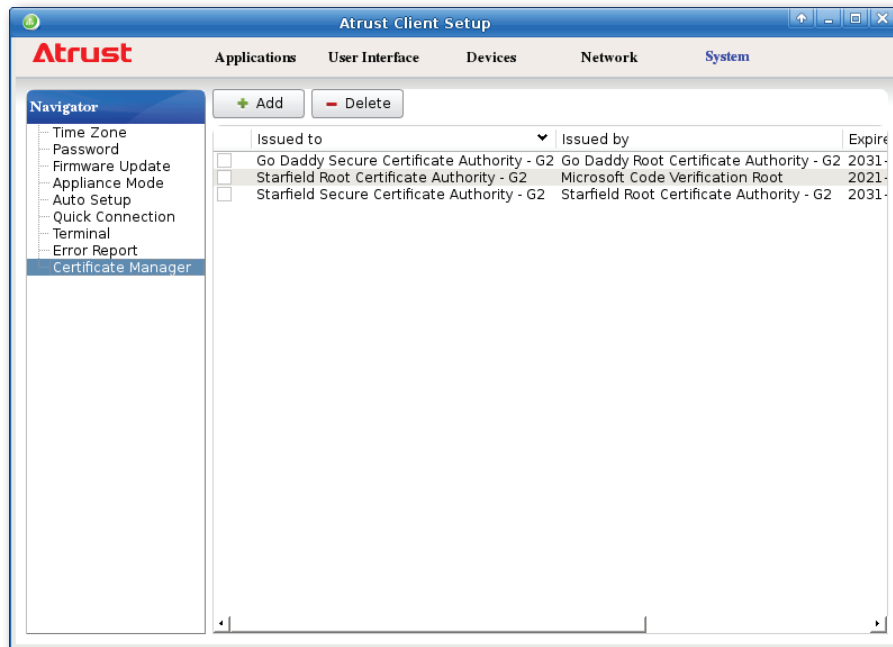 Atrust Client Setup
Atrust Applications User Interface Devices Network System
Navigator
Time Zone
Password
Firmware Update
Appliance Mode
Auto Setup
Quick Connection
Terminal
Error Report
Certificate Manager
+ Add - Delete
Issued to Issued by Expire
Go Daddy Secure Certificate Authority - G2 Go Daddy Root Certificate Authority - G2 2031-
Starfield Root Certificate Authority - G2 Microsoft Code Verification Root 2021-
Starfield Secure Certificate Authority - G2 Starfield Root Certificate Authority - G2 2031-